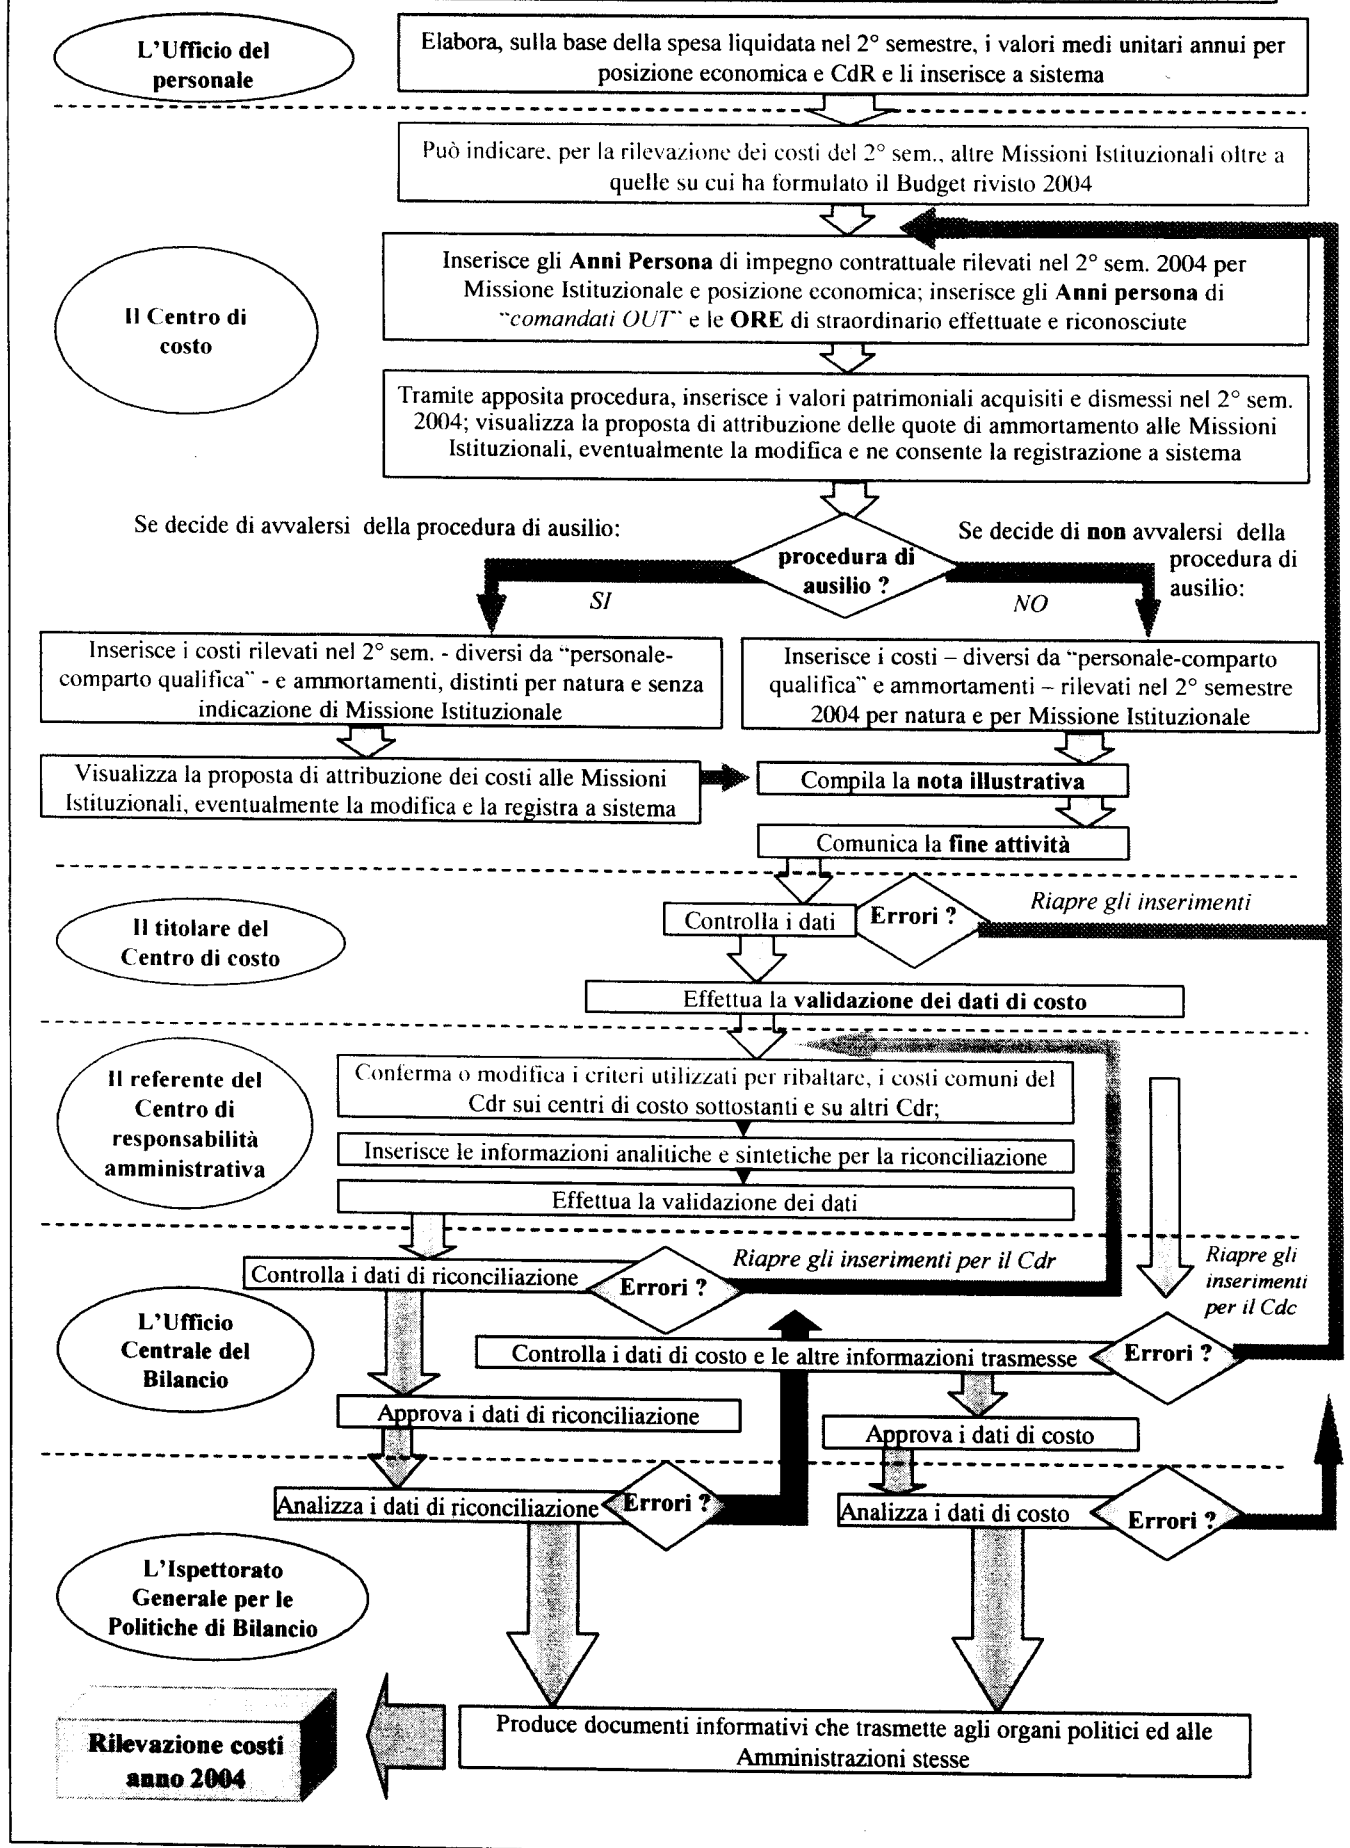 L'Ufficio del
personale
Elabora, sulla base della spesa liquidata nel 2° semestre, i valori medi unitari annui per
posizione economica e CdR e li inserisce a sistema
Può indicare, per la rilevazione dei costi del 2° sem., altre Missioni Istituzionali oltre a
quelle su cui ha formulato il Budget rivisto 2004
Il Centro di
costo
Inserisce gli Anni Persona di impegno contrattuale rilevati nel 2° sem. 2004 per
Missione Istituzionale e posizione economica; inserisce gli Anni persona di
"comandati OUT" e le ORE di straordinario effettuate e riconosciute
Tramite apposita procedura, inserisce i valori patrimoniali acquisiti e dismessi nel 2° sem.
2004; visualizza la proposta di attribuzione delle quote di ammortamento alle Missioni
Istituzionali, eventualmente la modifica e ne consente la registrazione a sistema
Se decide di avvalersi della procedura di ausilio:
procedura di
ausilio ?
Se decide di non avvalersi della
procedura di
ausilio:
SI
NO
Inserisce i costi rilevati nel 2° sem. - diversi da "personale-
comparto qualifica" - e ammortamenti, distinti per natura e senza
indicazione di Missione Istituzionale
Inserisce i costi – diversi da "personale-comparto
qualifica" e ammortamenti – rilevati nel 2° semestre
2004 per natura e per Missione Istituzionale
Visualizza la proposta di attribuzione dei costi alle Missioni
Istituzionali, eventualmente la modifica e la registra a sistema
Compila la nota illustrativa
Comunica la fine attività
Il titolare del
Centro di costo
Controlla i dati
Errori ?
Riapre gli inserimenti
Effettua la validazione dei dati di costo
Il referente del
Centro di
responsabilità
amministrativa
Conferma o modifica i criteri utilizzati per ribaltare, i costi comuni del
Cdr sui centri di costo sottostanti e su altri Cdr;
Inserisce le informazioni analitiche e sintetiche per la riconciliazione
Effettua la validazione dei dati
L'Ufficio
Centrale del
Bilancio
Controlla i dati di riconciliazione
Errori ?
Riapre gli inserimenti per il Cdr
Riapre gli
inserimenti
per il Cdc
Controlla i dati di costo e le altre informazioni trasmesse
Errori ?
Approva i dati di riconciliazione
Approva i dati di costo
Analizza i dati di riconciliazione
Errori ?
Analizza i dati di costo
Errori ?
L'Ispettorato
Generale per le
Politiche di Bilancio
Produce documenti informativi che trasmette agli organi politici ed alle
Amministrazioni stesse
Rilevazione costi
anno 2004